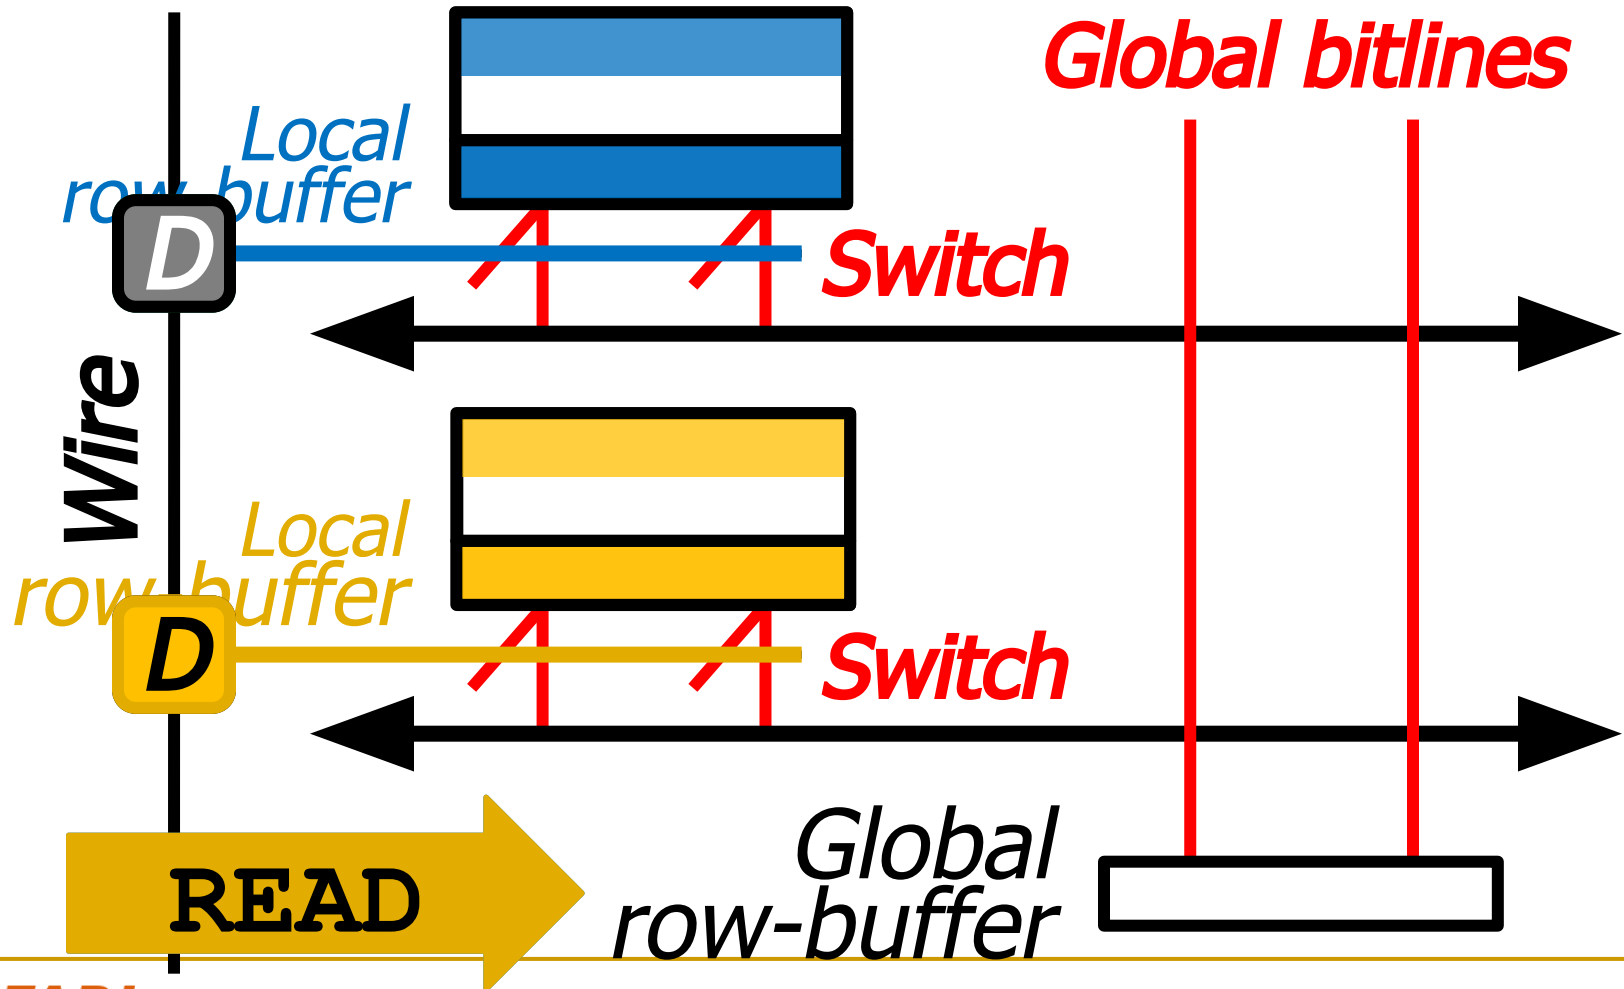 Global bitlines
Local
row-buffer
D
Switch
Wire
Local
row-buffer
D
Switch
READ
Global
row-buffer